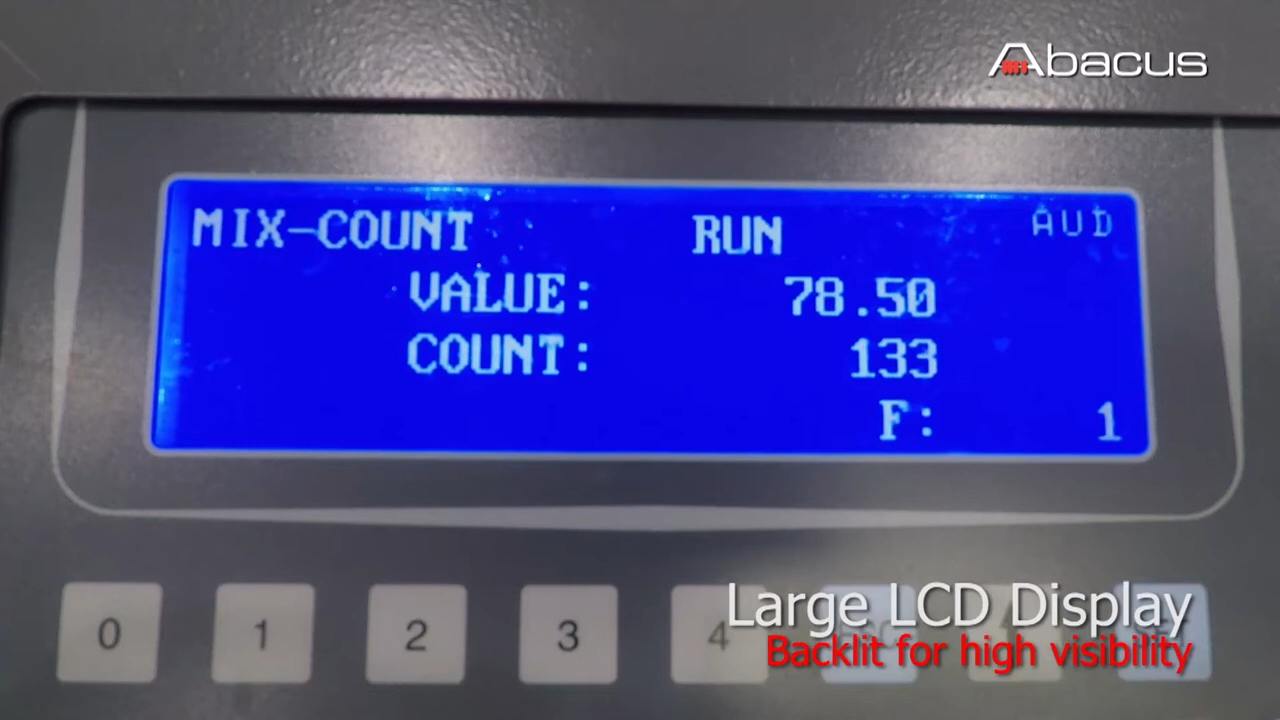 Abacus
MIX-COUNT RUN AUD
VALUE: 78.50
COUNT: 133
F: 1
0 1 2 3 4
Large LCD Display
Backlit for high visibility